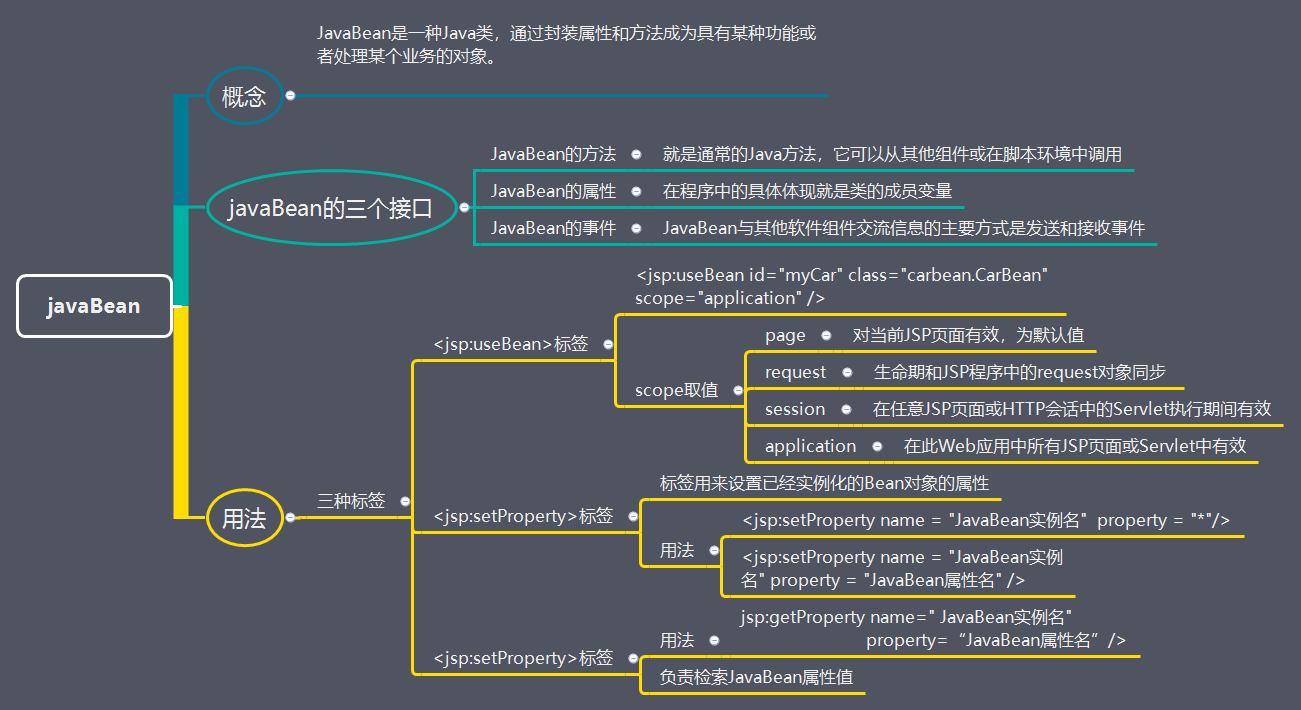 JavaBean是一种Java类，通过封装属性和方法成为具有某种功能或
者处理某个业务的对象。
概念
JavaBean的方法
就是通常的Java方法，它可以从其他组件或在脚本环境中调用
javaBean的三个接口
JavaBean的属性
在程序中的具体体现就是类的成员变量
JavaBean的事件
JavaBean与其他软件组件交流信息的主要方式是发送和接收事件
javaBean
<jsp:useBean id="myCar" class="carbean.CarBean"
scope="application" />
<jsp:useBean>标签
scope取值
page
对当前JSP页面有效，为默认值
request
生命期和JSP程序中的request对象同步
session
在任意JSP页面或HTTP会话中的Servlet执行期间有效
application
在此Web应用中所有JSP页面或Servlet中有效
用法
三种标签
<jsp:setProperty>标签
标签用来设置已经实例化的Bean对象的属性
用法
<jsp:setProperty name = "JavaBean实例名"  property = "*"/>
<jsp:setProperty name = "JavaBean实例
名" property = "JavaBean属性名" />
<jsp:setProperty>标签
用法
jsp:getProperty name=" JavaBean实例名"
property=“JavaBean属性名” />
负责检索JavaBean属性值